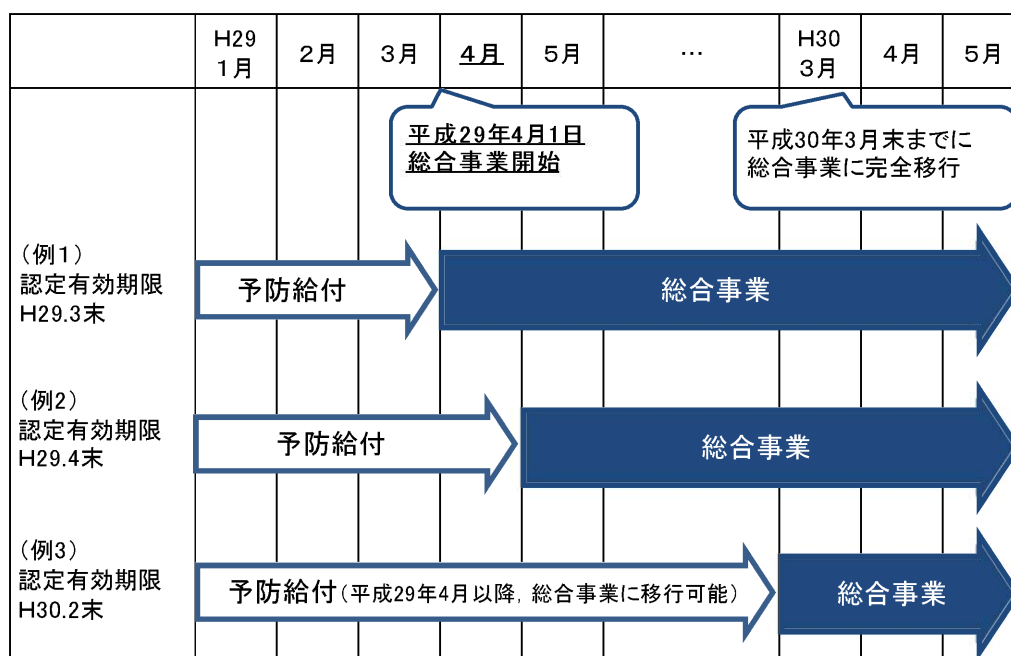 H29
1月
2月
3月
4月
5月
…
H30
3月
4月
5月
平成29年4月1日
総合事業開始
平成30年3月末までに
総合事業に完全移行
(例1)
認定有効期限
H29.3末
予防給付
総合事業
(例2)
認定有効期限
H29.4末
予防給付
総合事業
(例3)
認定有効期限
H30.2末
予防給付(平成29年4月以降,総合事業に移行可能)
総合事業